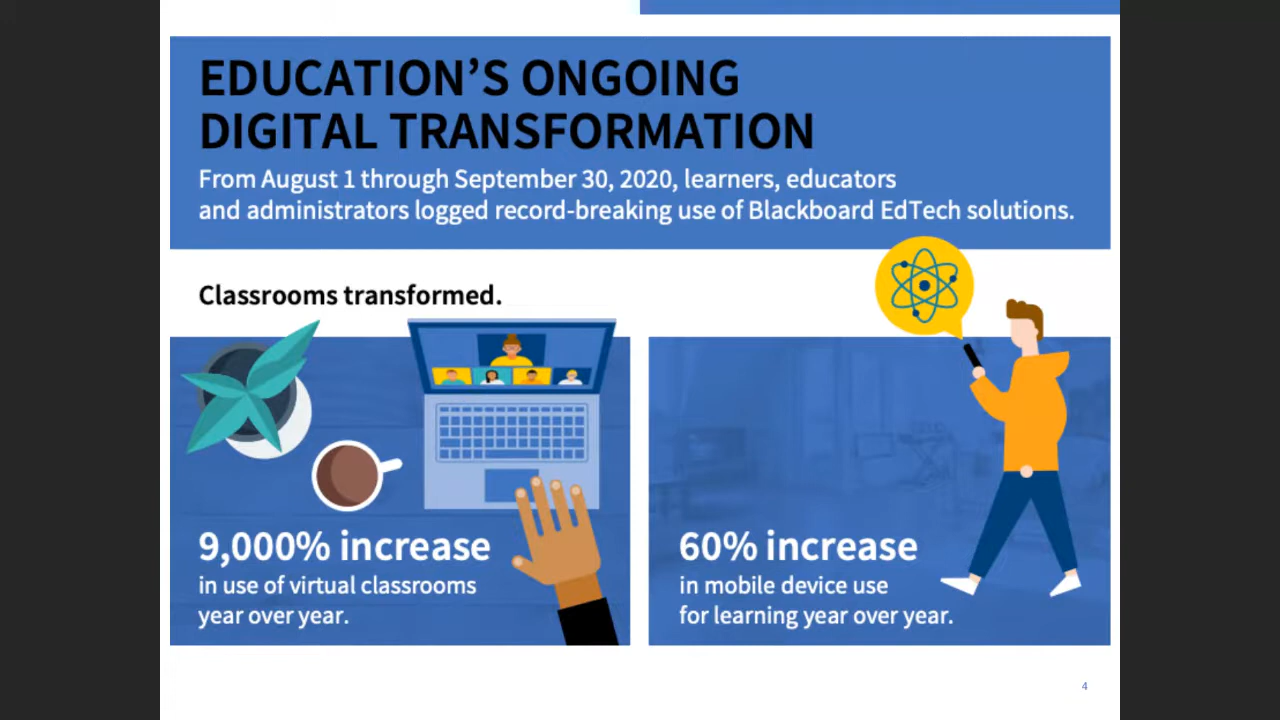 EDUCATION’S ONGOING
DIGITAL TRANSFORMATION
From August 1 through September 30, 2020, learners, educators
and administrators logged record-breaking use of Blackboard EdTech solutions.
Classrooms transformed.
9,000% increase
in use of virtual classrooms
year over year.
60% increase
in mobile device use
for learning year over year.
4